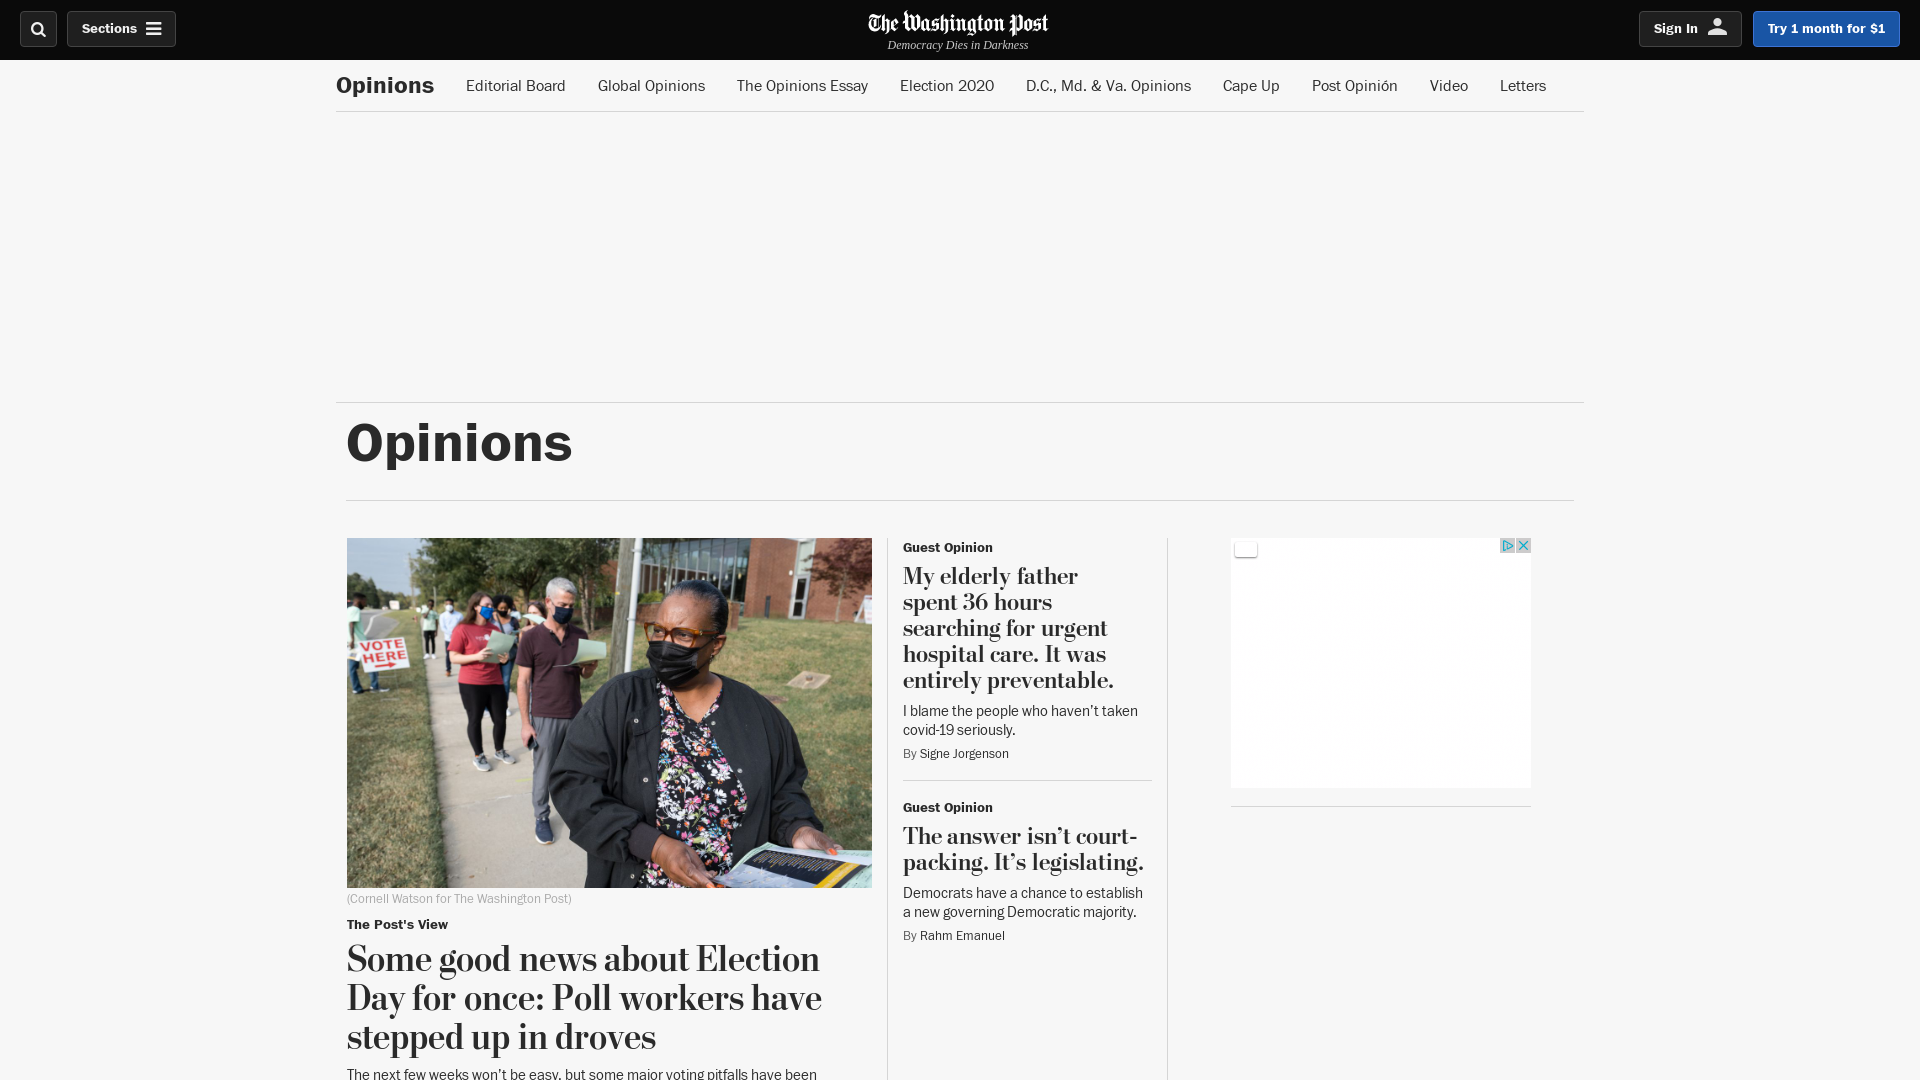 Sections
The Washington Post
Democracy Dies in Darkness
Sign In
Try 1 month for $1
Opinions
Editorial Board
Global Opinions
The Opinions Essay
Election 2020
D.C., Md. & Va. Opinions
Cape Up
Post Opinión
Video
Letters
Opinions
VOTE
HERE
(Cornell Watson for The Washington Post)
The Post's View
Some good news about Election
Day for once: Poll workers have
stepped up in droves
The next few weeks won’t be easy, but some major voting pitfalls have been
Guest Opinion
My elderly father
spent 36 hours
searching for urgent
hospital care. It was
entirely preventable.
I blame the people who haven’t taken
covid-19 seriously.
By Signe Jorgenson
Guest Opinion
The answer isn’t court-
packing. It’s legislating.
Democrats have a chance to establish
a new governing Democratic majority.
By Rahm Emanuel